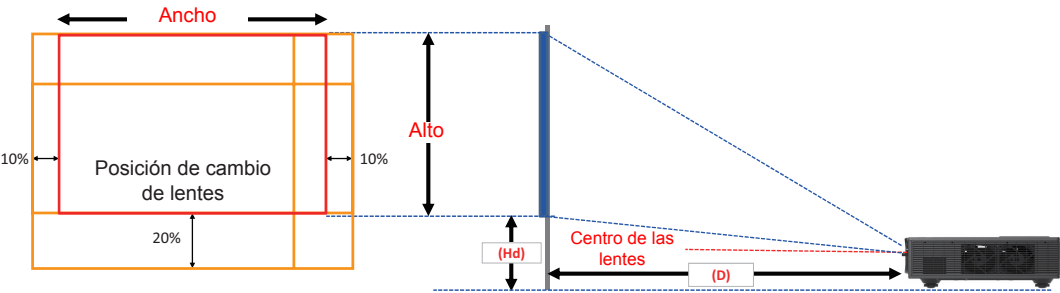 Ancho
Alto
10%
10%
Posición de cambio
de lentes
20%
(Hd)
Centro de las
lentes
(D)